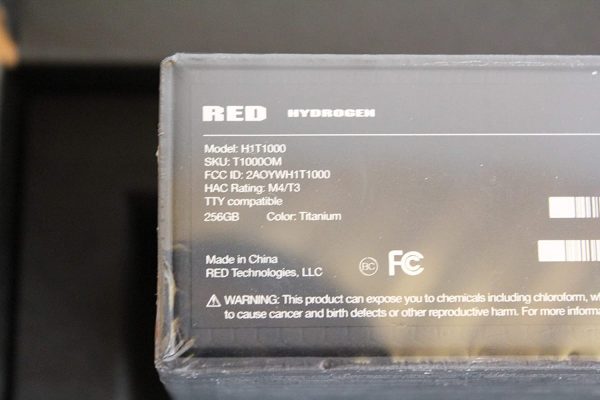 RED HYDROGEN
Model: H1T1000
SKU: T1000OM
FCC ID: 2AOYWH1T1000
HAC Rating: M4/T3
TTY compatible
256GB Color: Titanium
Made in China
RED Technologies, LLC
BC FC
⚠ WARNING: This product can expose you to chemicals including chloroform,
to cause cancer and birth defects or other reproductive harm. For more